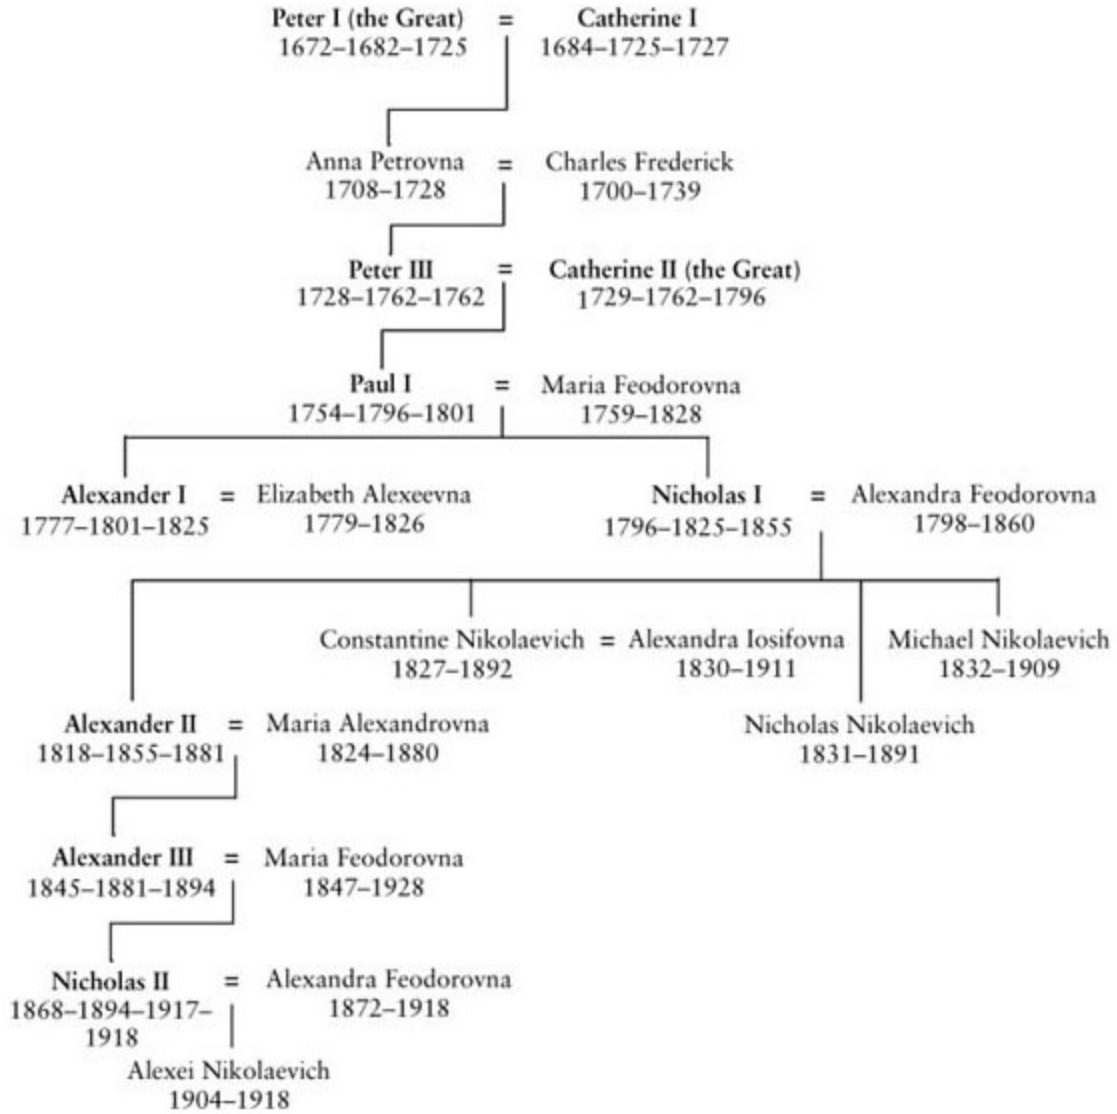 Peter I (the Great) = Catherine I
1672–1682–1725 1684–1725–1727
Anna Petrovna = Charles Frederick
1708–1728 1700–1739
Peter III = Catherine II (the Great)
1728–1762–1762 1729–1762–1796
Paul I = Maria Feodorovna
1754–1796–1801 1759–1828
Alexander I = Elizabeth Alexeevna Nicholas I = Alexandra Feodorovna
1777–1801–1825 1779–1826 1796–1825–1855 1798–1860
Constantine Nikolaevich = Alexandra Iosifovna Michael Nikolaevich
1827–1892 1830–1911 1832–1909
Alexander II = Maria Alexandrovna Nicholas Nikolaevich
1818–1855–1881 1824–1880 1831–1891
Alexander III = Maria Feodorovna
1845–1881–1894 1847–1928
Nicholas II = Alexandra Feodorovna
1868–1894–1917– 1872–1918
1918
Alexei Nikolaevich
1904–1918